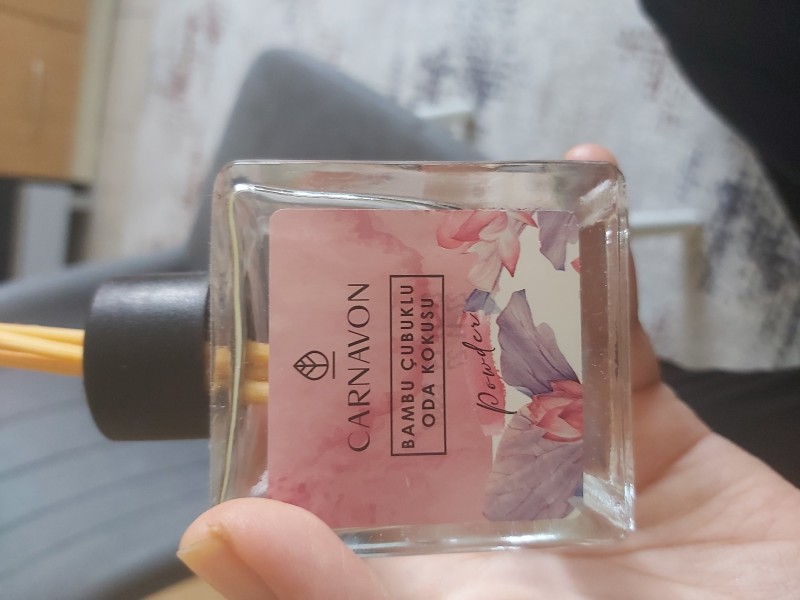 CARNAVON
BAMBU ÇUBUKLU
ODA KOKUSU
Powder